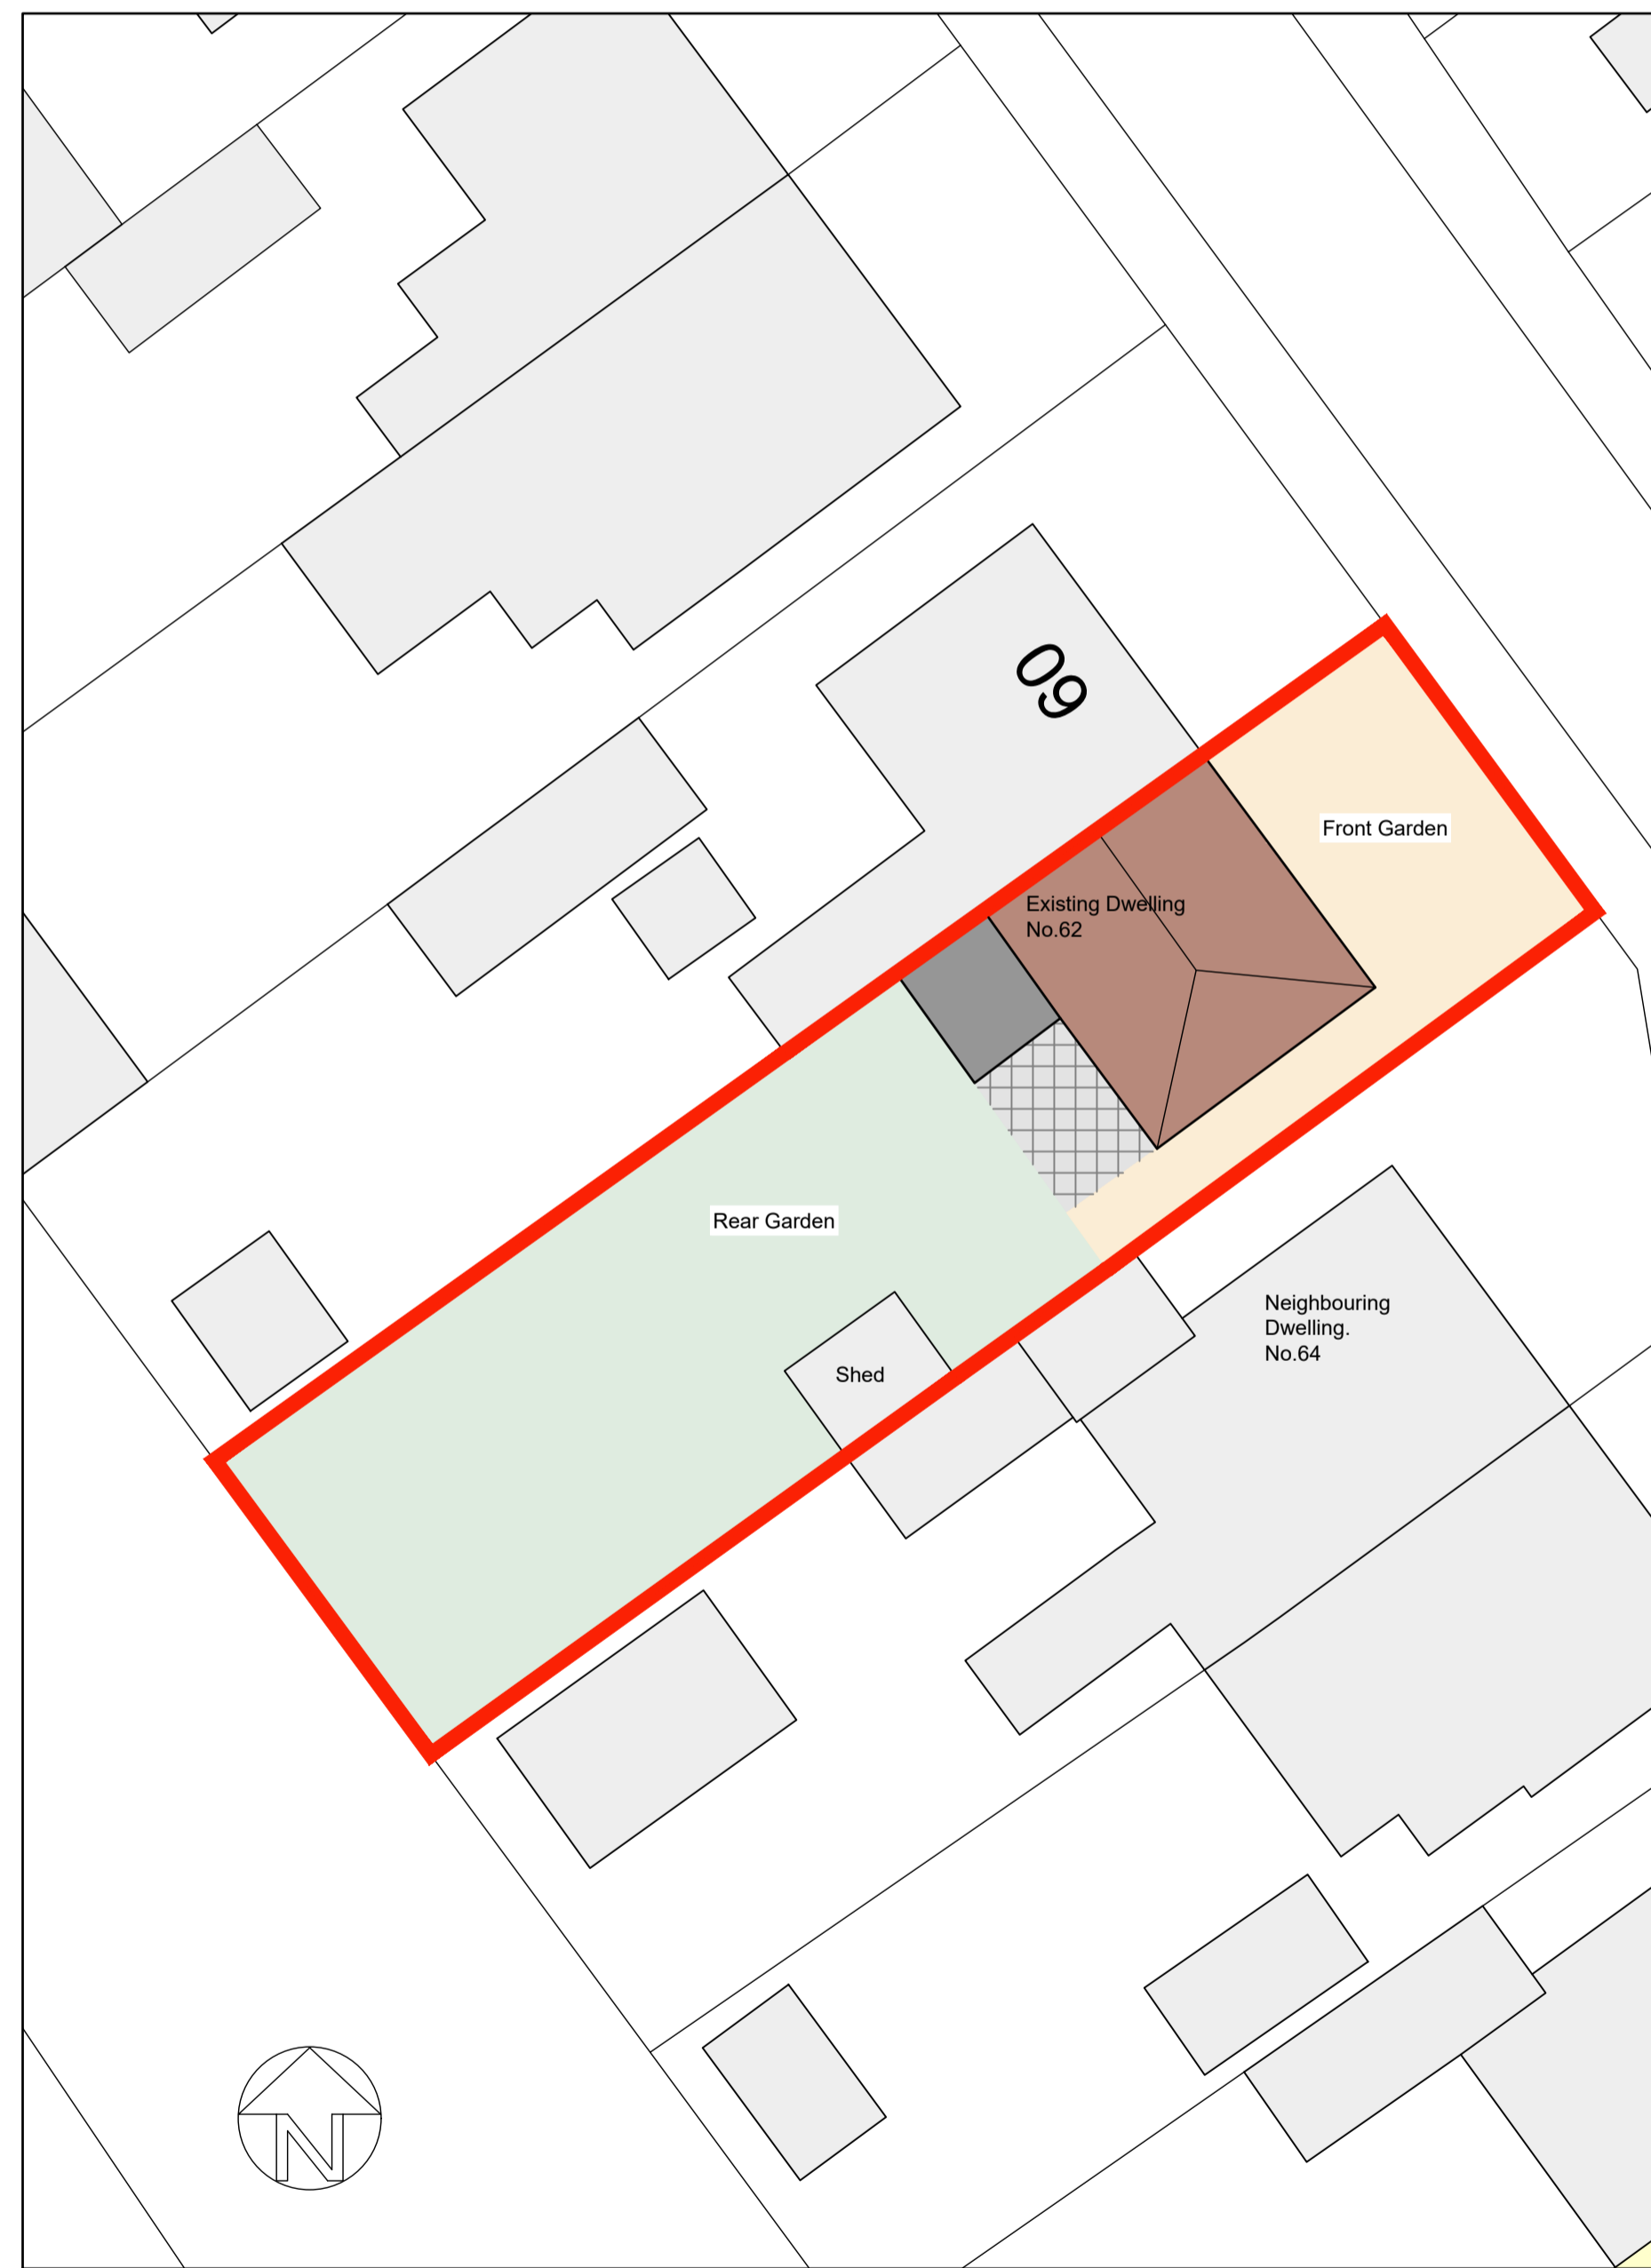 60
Front Garden
Existing Dwelling
No.62
Rear Garden
Neighbouring
Dwelling.
No.64
Shed
N